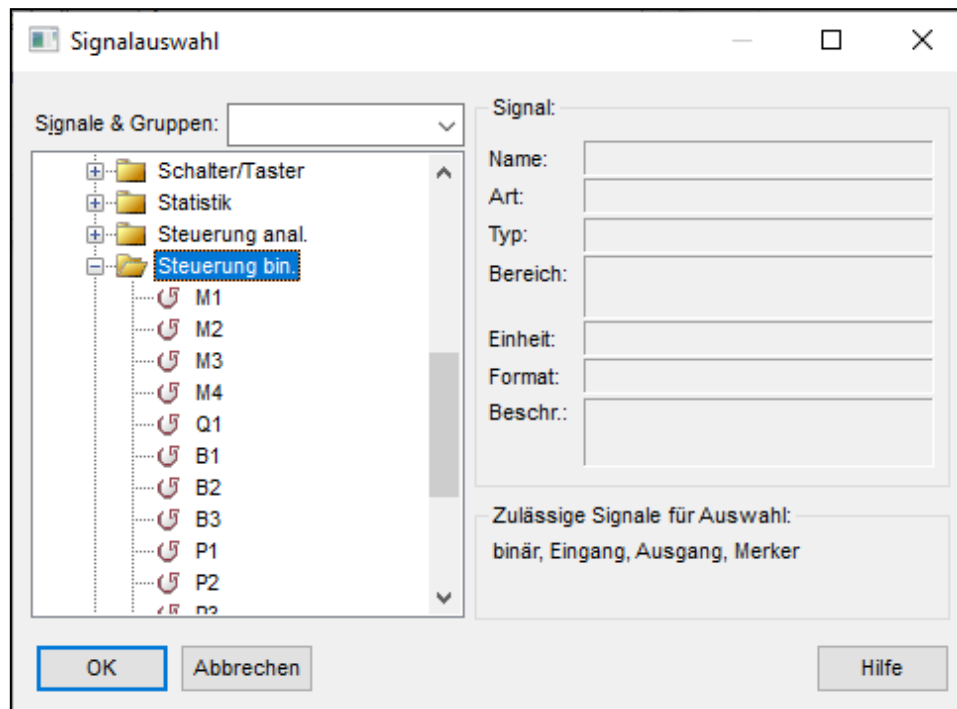 Signalauswahl
Signale & Gruppen:
Schalter/Taster
Statistik
Steuerung anal.
Steuerung bin.
M1
M2
M3
M4
Q1
B1
B2
B3
P1
P2
Signal:
Name:
Art:
Typ:
Bereich:
Einheit:
Format:
Beschr.:
Zulässige Signale für Auswahl:
binär, Eingang, Ausgang, Merker
OK
Abbrechen
Hilfe